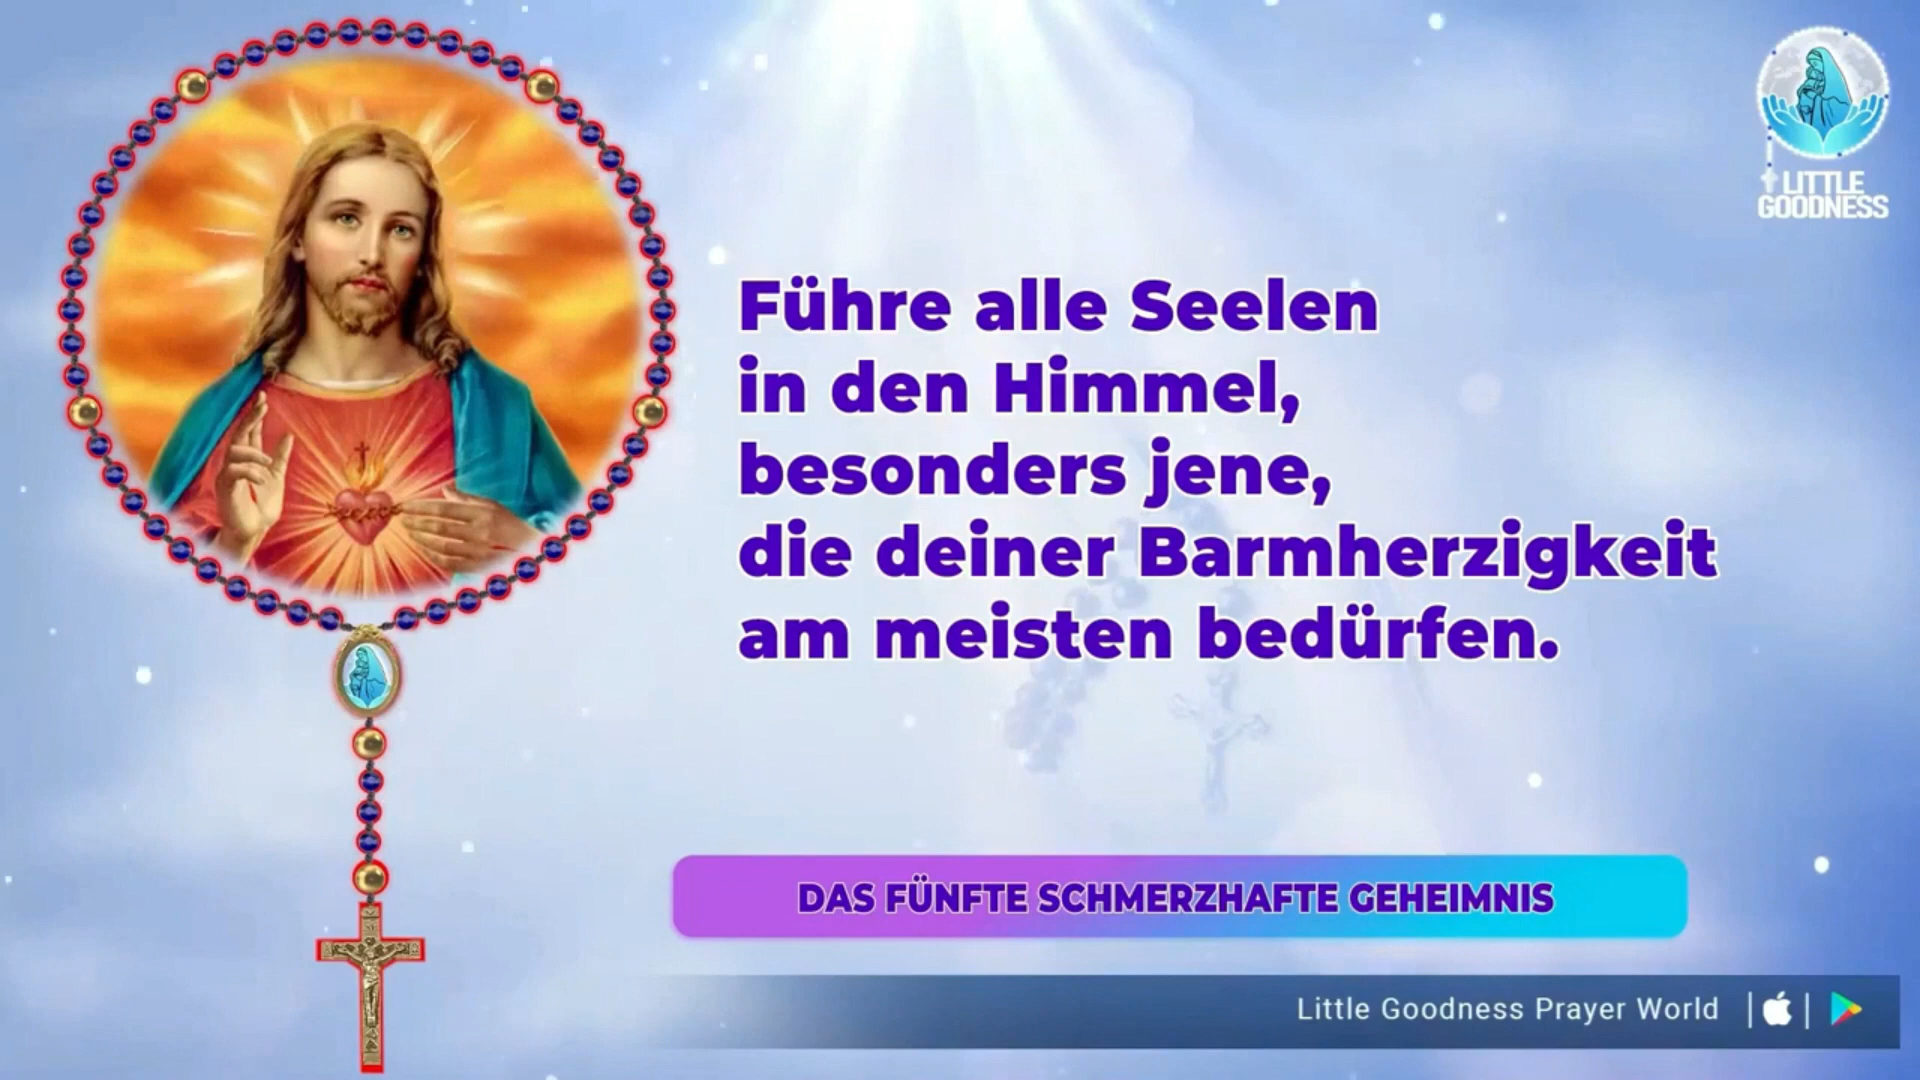 LITTLE
GOODNESS
Führe alle Seelen
in den Himmel,
besonders jene,
die deiner Barmherzigkeit
am meisten bedürfen.
DAS FÜNFTE SCHMERZHAFTE GEHEIMNIS
Little Goodness Prayer World